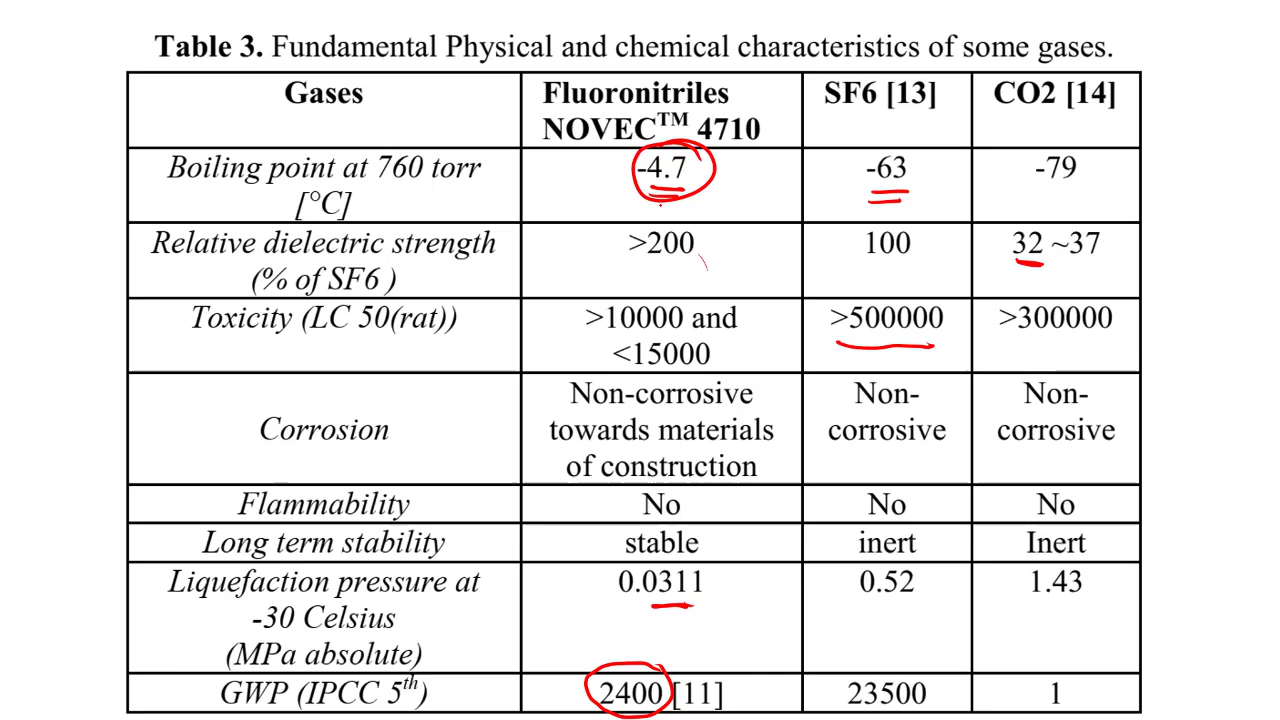 Table 3. Fundamental Physical and chemical characteristics of some gases.
Gases Fluoronitriles NOVEC™ 4710 SF6 [13] CO2 [14]
Boiling point at 760 torr [°C] -4.7 -63 -79
Relative dielectric strength (% of SF6 ) >200 100 32 ~37
Toxicity (LC 50(rat)) >10000 and <15000 >500000 >300000
Corrosion Non-corrosive towards materials of construction Non-corrosive Non-corrosive
Flammability No No No
Long term stability stable inert Inert
Liquefaction pressure at -30 Celsius (MPa absolute) 0.0311 0.52 1.43
GWP (IPCC 5th) 2400 [11] 23500 1